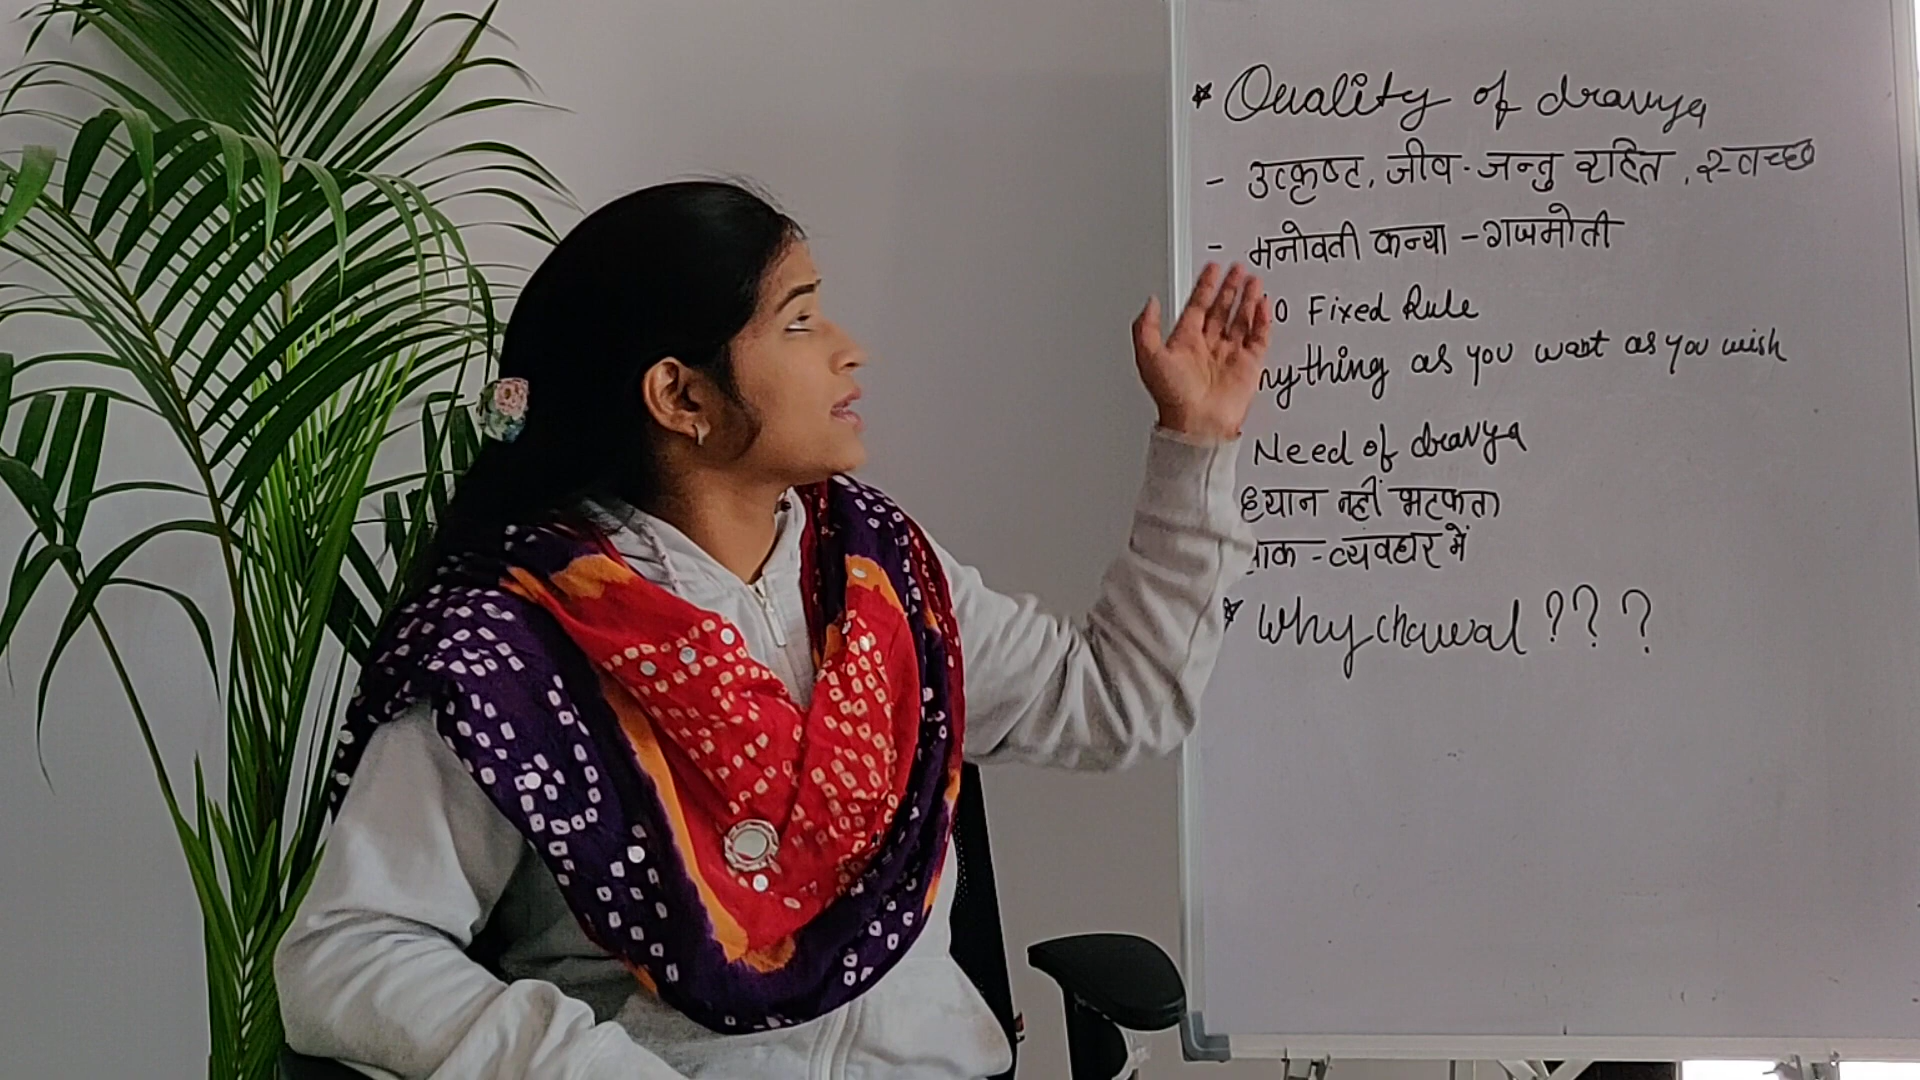 * Quality of dravya
- उत्कृष्ट, जीव-जन्तु रहित, स्वच्छ
- मनोवती कन्या - गजमोती
Fixed Rule
as you want as you wish
Need of dravya
ध्यान नहीं भटकता
- व्यवहार में
* Why chawal ???